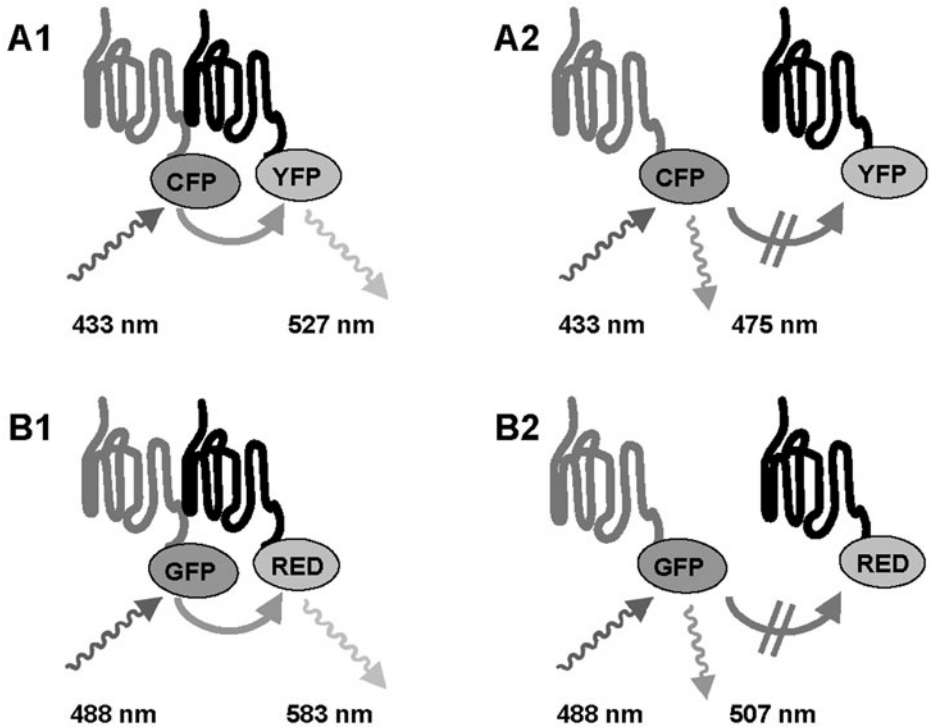 A1
A2
CFP YFP
CFP YFP
433 nm 527 nm
433 nm 475 nm
B1
B2
GFP RED
GFP RED
488 nm 583 nm
488 nm 507 nm